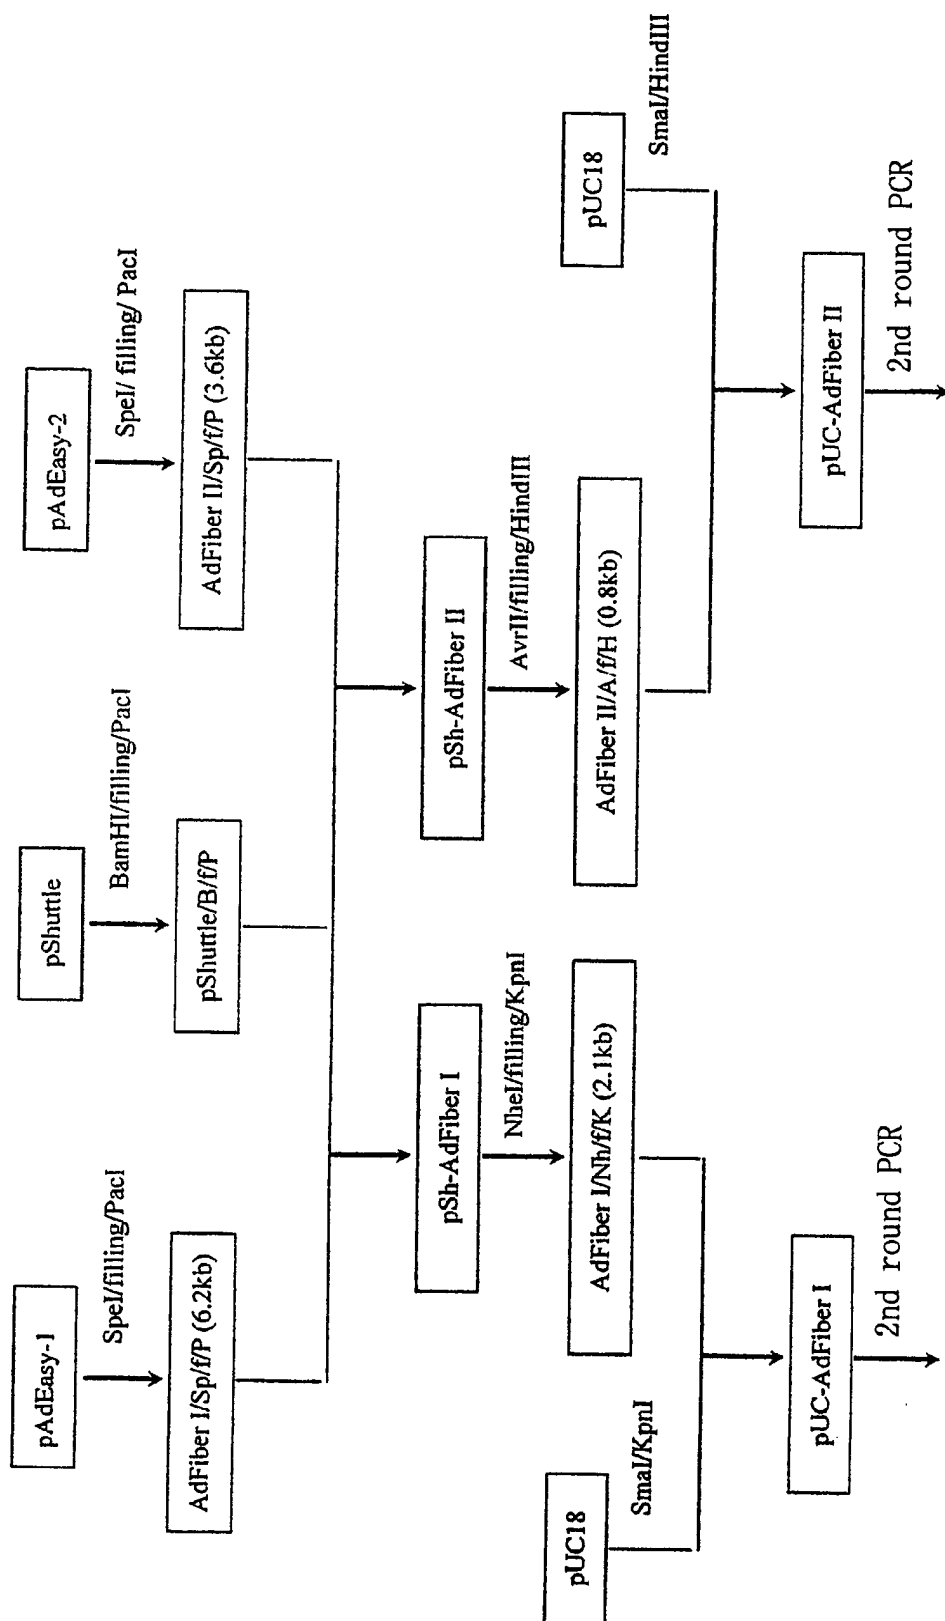 pAdEasy-1
pShuttle
pAdEasy-2
SpeI/filling/PacI
BamHI/filling/PacI
SpeI/ filling/ PacI
AdFiber I/Sp/f/P (6.2kb)
pShuttle/B/f/P
AdFiber II/Sp/f/P (3.6kb)
pSh-AdFiber I
pSh-AdFiber II
NheI/filling/KpnI
AvrII/filling/HindIII
pUC18
AdFiber I/Nh/f/K (2.1kb)
AdFiber II/A/f/H (0.8kb)
pUC18
SmaI/KpnI
SmaI/HindIII
pUC-AdFiber I
pUC-AdFiber II
2nd round PCR
2nd round PCR